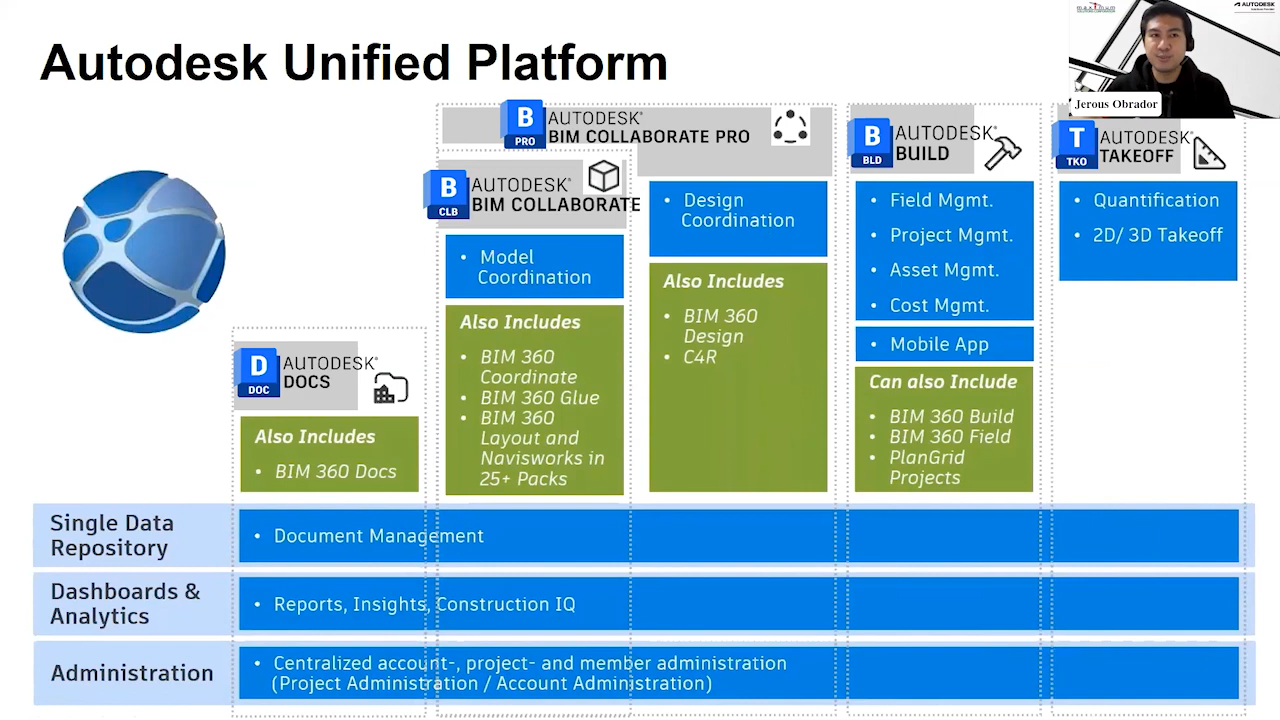 Autodesk Unified Platform
AUTODESK
Jerous Obrador
B
PRO
AUTODESK®
BIM COLLABORATE PRO
B
CLB
AUTODESK®
BIM COLLABORATE
• Model
Coordination
Also Includes
• BIM 360
Coordinate
• BIM 360 Glue
• BIM 360
Layout and
Navisworks in
25+ Packs
• Design
Coordination
Also Includes
• BIM 360
Design
• C4R
B
BLD
AUTODESK®
BUILD
• Field Mgmt.
• Project Mgmt.
• Asset Mgmt.
• Cost Mgmt.
• Mobile App
Can also Include
• BIM 360 Build
• BIM 360 Field
• PlanGrid
Projects
T
TKO
AUTODESK®
TAKEOFF
• Quantification
• 2D/ 3D Takeoff
D
DOC
AUTODESK®
DOCS
Also Includes
• BIM 360 Docs
Single Data
Repository
• Document Management
Dashboards &
Analytics
• Reports, Insights, Construction IQ
Administration
• Centralized account-, project- and member administration
(Project Administration / Account Administration)